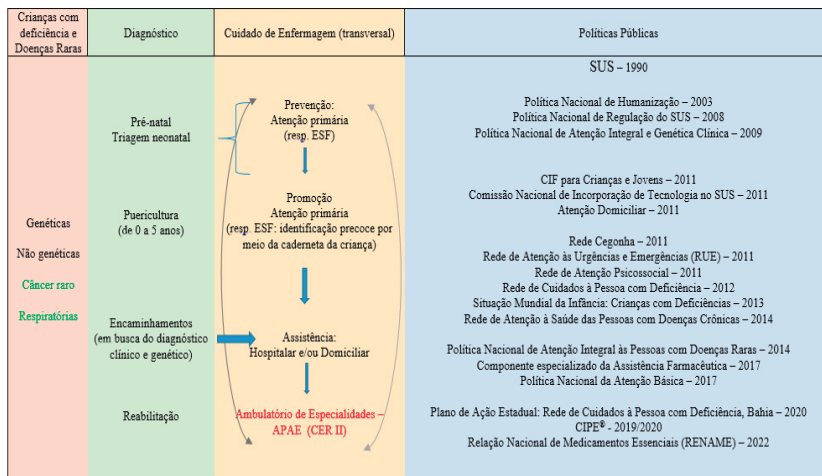 Crianças com
deficiência e
Doenças Raras
Diagnóstico
Cuidado de Enfermagem (transversal)
Políticas Públicas
Genéticas
Não genéticas
Câncer raro
Respiratórias
Pré-natal
Triagem neonatal
Puericultura
(de 0 a 5 anos)
Encaminhamentos
(em busca do diagnóstico
clínico e genético)
Reabilitação
Prevenção:
Atenção primária
(resp. ESF)
Promoção
Atenção primária
(resp. ESF: identificação precoce por
meio da caderneta da criança)
Assistência:
Hospitalar e/ou Domiciliar
Ambulatório de Especialidades –
APAE (CER II)
SUS – 1990
Política Nacional de Humanização – 2003
Política Nacional de Regulação do SUS – 2008
Política Nacional de Atenção Integral e Genética Clínica – 2009
CIF para Crianças e Jovens – 2011
Comissão Nacional de Incorporação de Tecnologia no SUS – 2011
Atenção Domiciliar – 2011
Rede Cegonha – 2011
Rede de Atenção às Urgências e Emergências (RUE) – 2011
Rede de Atenção Psicossocial – 2011
Rede de Cuidados à Pessoa com Deficiência – 2012
Situação Mundial da Infância: Crianças com Deficiências – 2013
Rede de Atenção à Saúde das Pessoas com Doenças Crônicas – 2014
Política Nacional de Atenção Integral às Pessoas com Doenças Raras – 2014
Componente especializado da Assistência Farmacêutica – 2017
Política Nacional da Atenção Básica – 2017
Plano de Ação Estadual: Rede de Cuidados à Pessoa com Deficiência, Bahia – 2020
CIPE® - 2019/2020
Relação Nacional de Medicamentos Essenciais (RENAME) – 2022